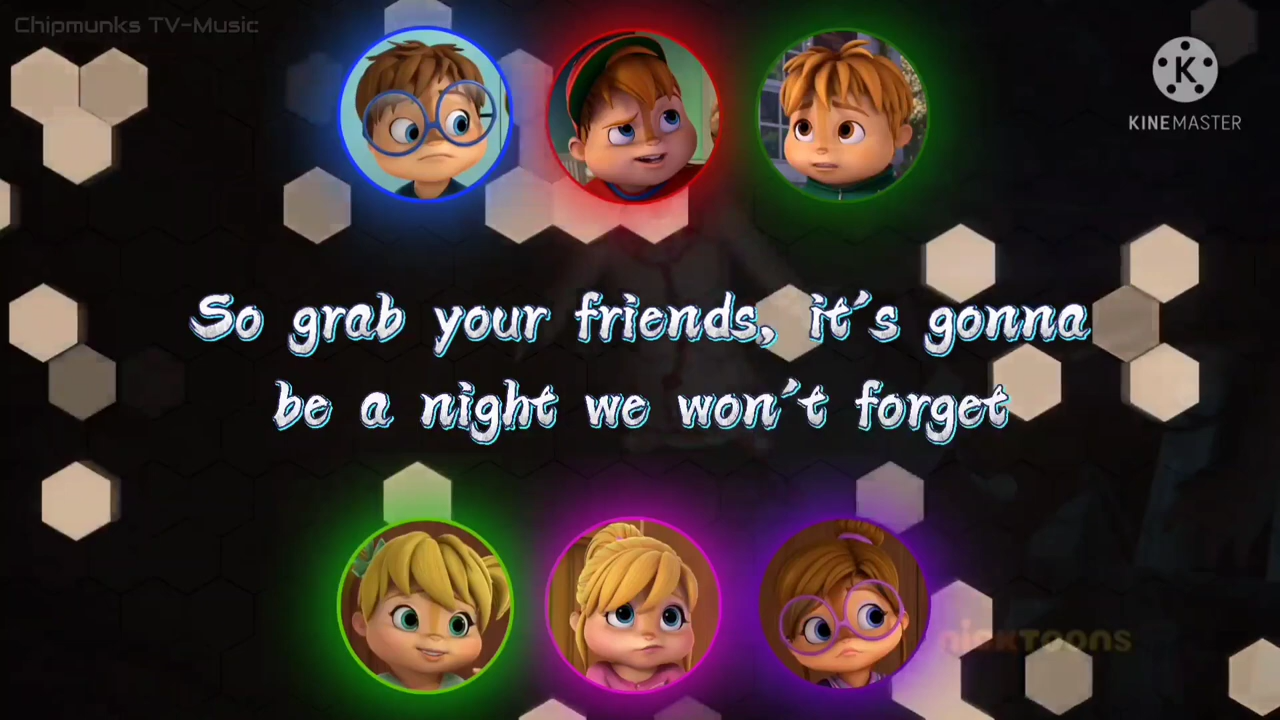 Chipmunks TV-Music
K
KINEMASTER
So grab your friends, it's gonna
be a night we won't forget
nicktoons